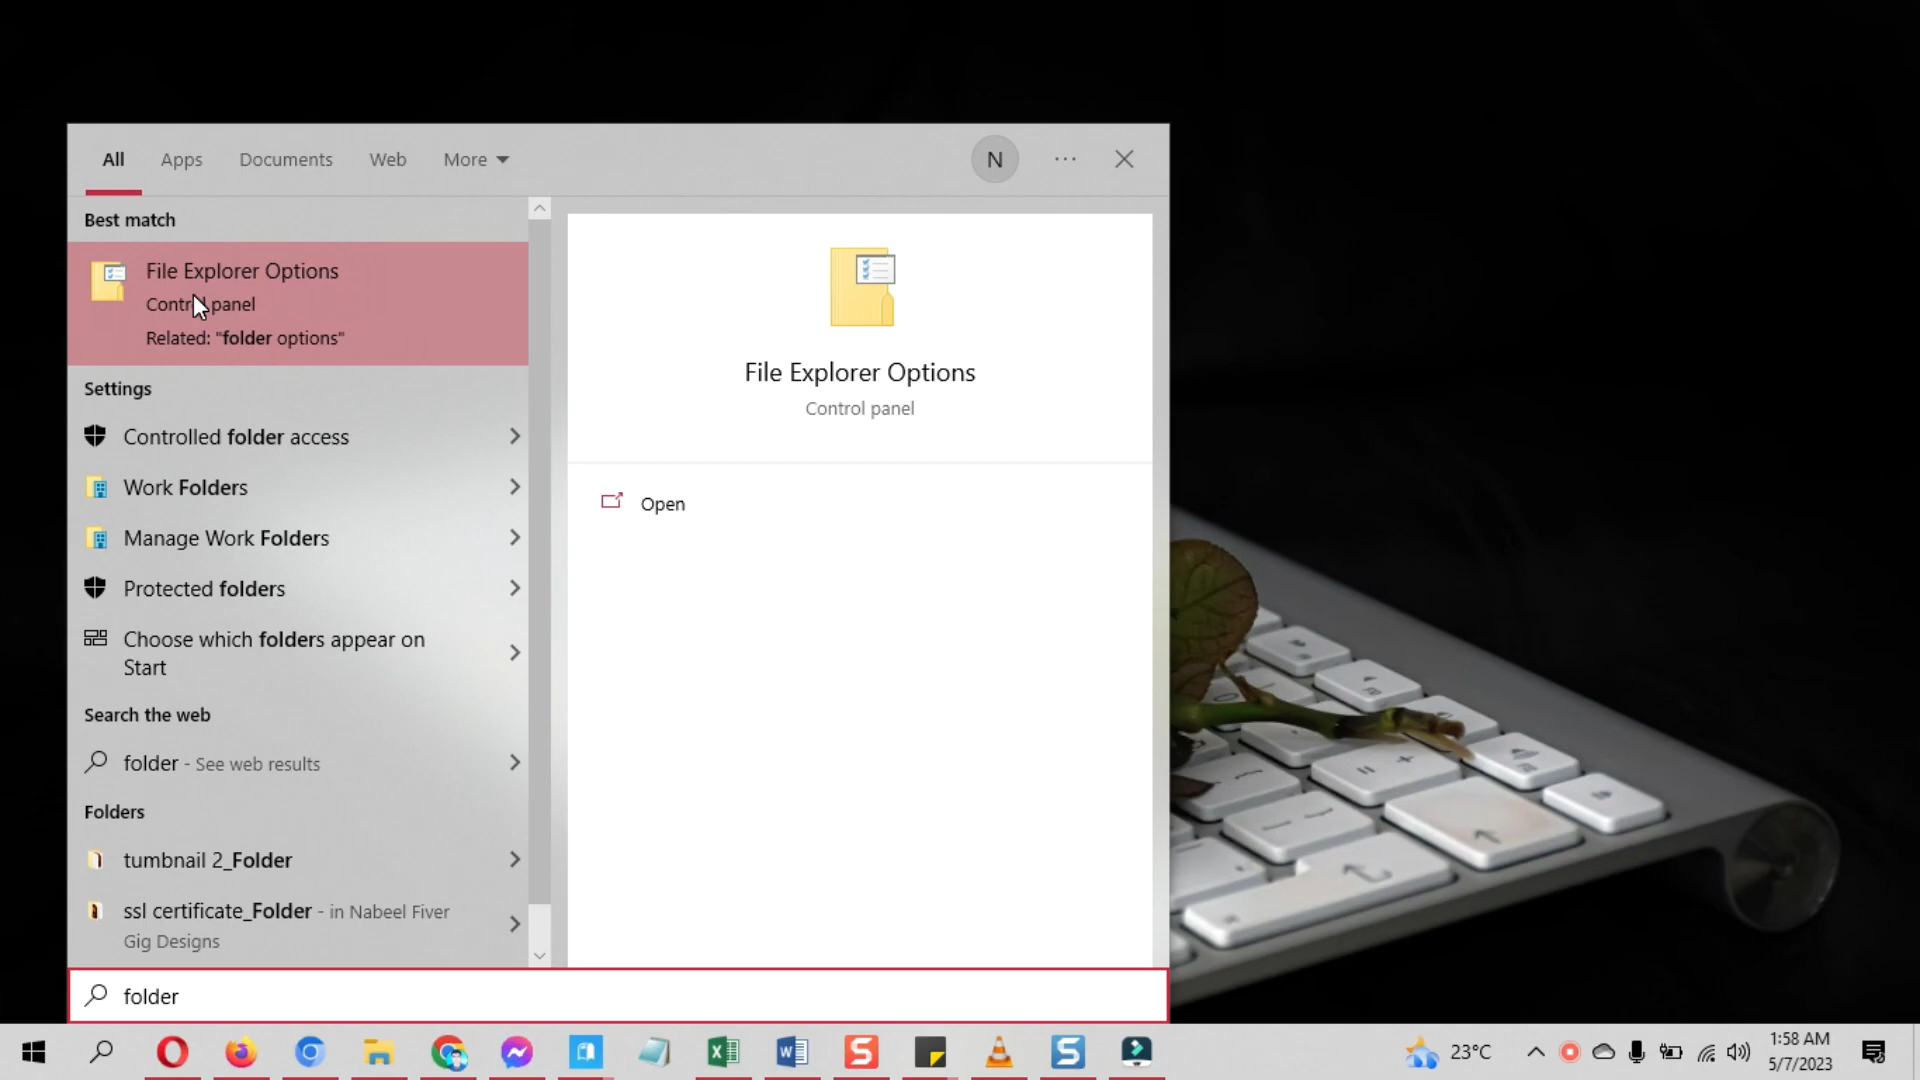 All
Apps
Documents
Web
More
N
Best match
File Explorer Options
Control panel
Related: "folder options"
Settings
Controlled folder access
Work Folders
Manage Work Folders
Protected folders
Choose which folders appear on
Start
Search the web
folder - See web results
Folders
tumbnail 2_Folder
ssl certificate_Folder - in Nabeel Fiver
Gig Designs
File Explorer Options
Control panel
Open
folder
23°C
1:58 AM
5/7/2023